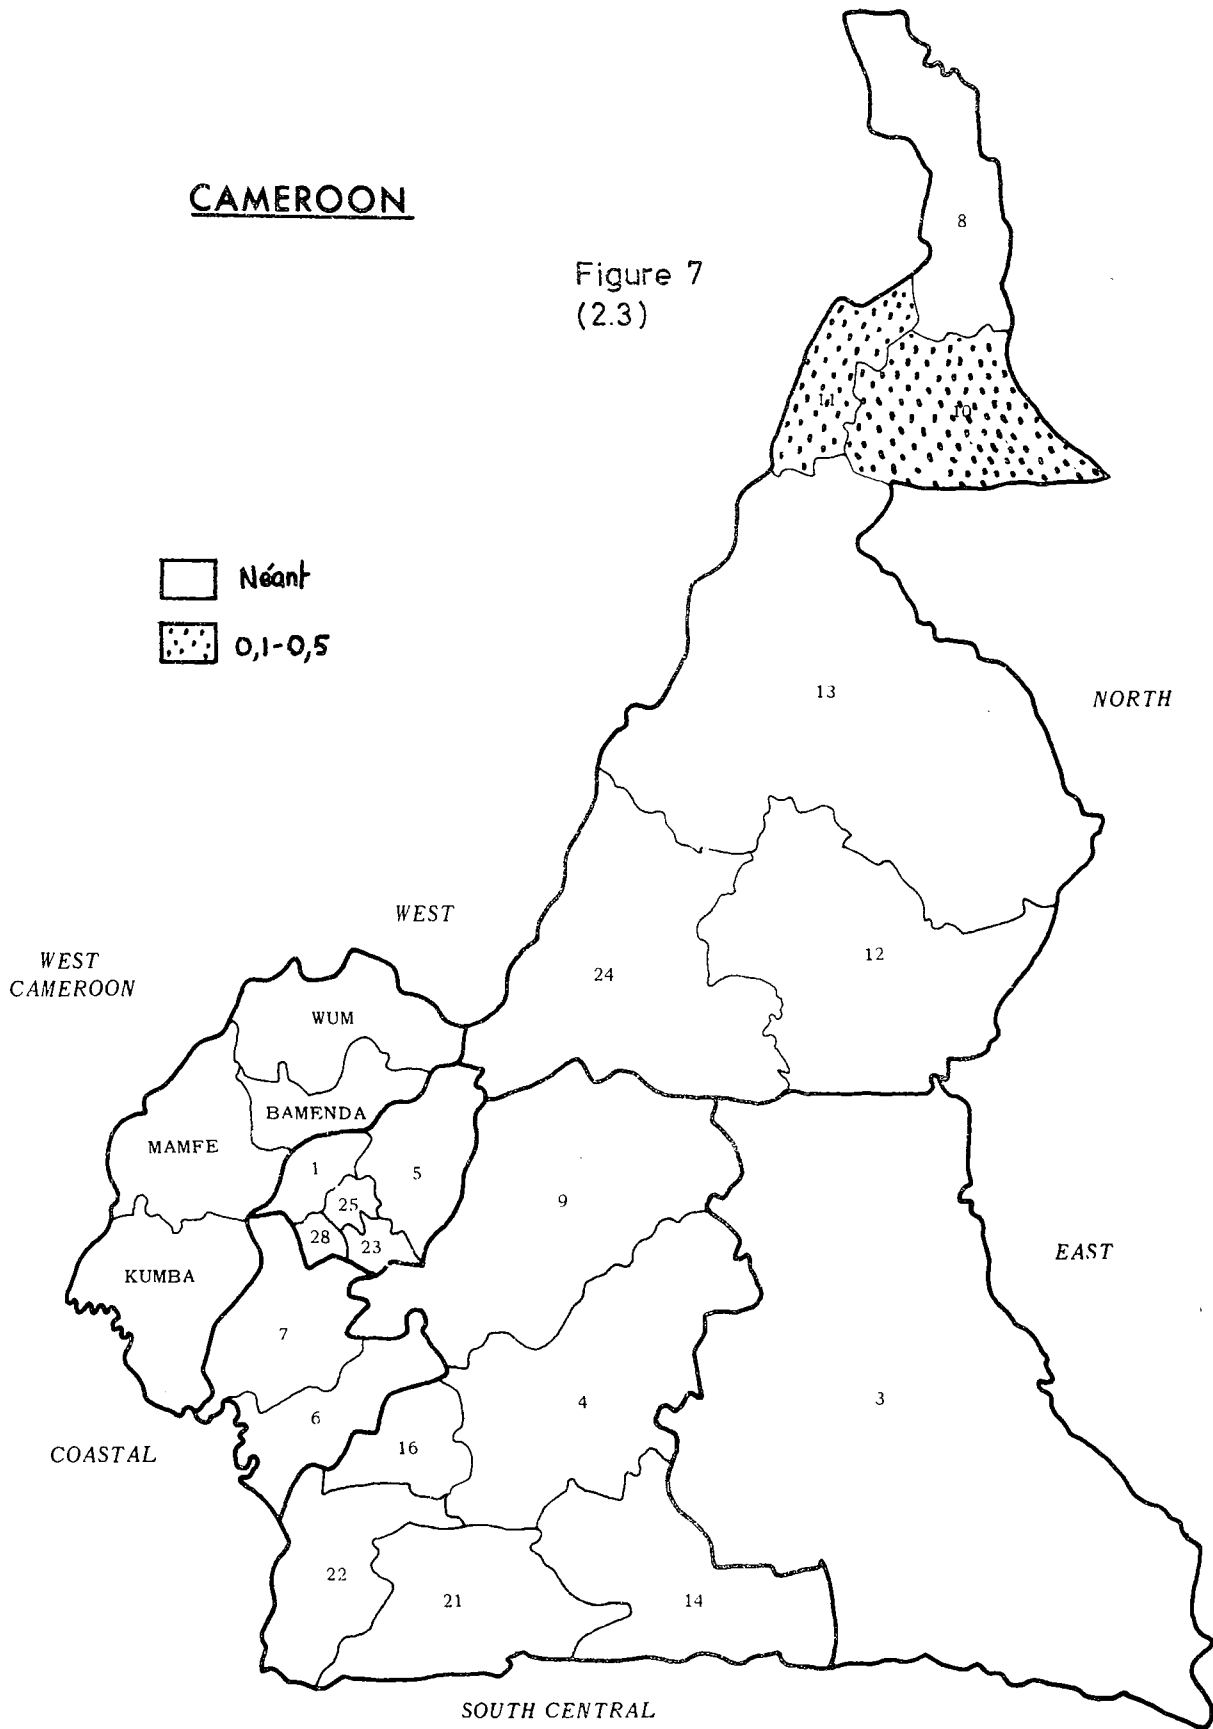 CAMEROON
Figure 7
(2.3)
8
11
10
Néant
0,1-0,5
13
NORTH
WEST
WEST
CAMEROON
24
12
WUM
BAMENDA
MAMFE
1
5
25
9
28
23
EAST
KUMBA
7
6
4
3
COASTAL
16
22
21
14
SOUTH CENTRAL